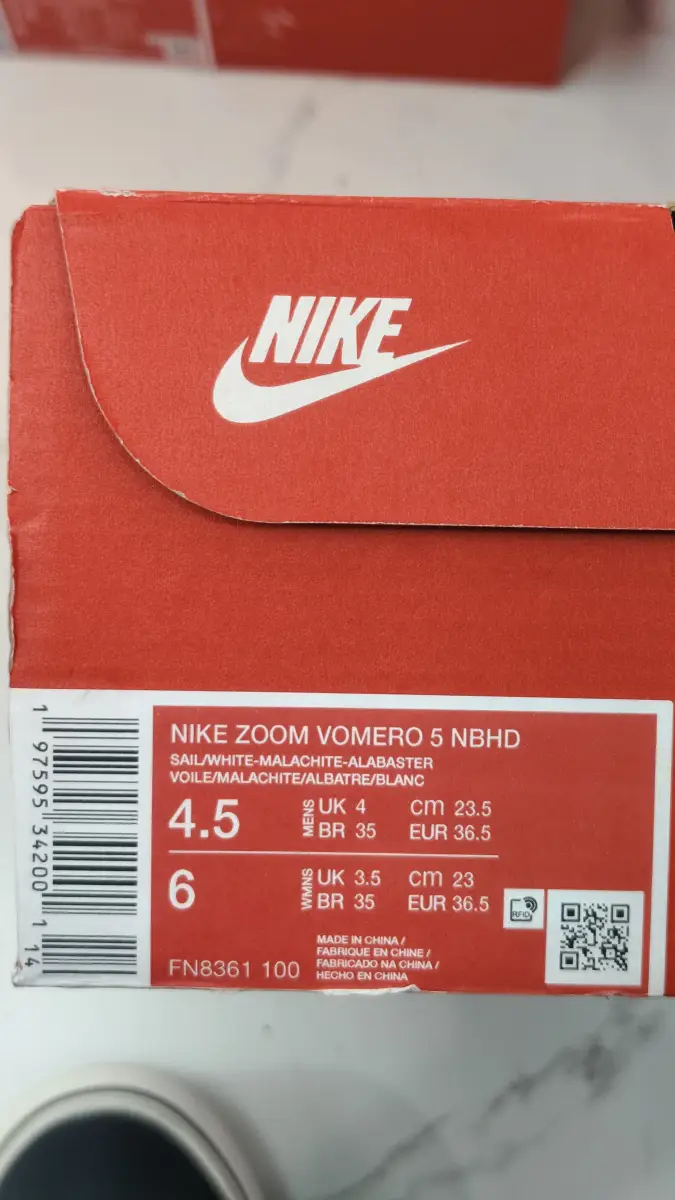 NIKE
NIKE ZOOM VOMERO 5 NBHD
SAIL/WHITE-MALACHITE-ALABASTER
VOILE/MALACHITE/ALBATRE/BLANC
4.5 MENS UK 4 cm 23.5
BR 35 EUR 36.5
6 WMNS UK 3.5 cm 23
BR 35 EUR 36.5
RFID
FN8361 100
MADE IN CHINA /
FABRIQUE EN CHINE /
FABRICADO NA CHINA /
HECHO EN CHINA
1 97595 34200 1 14